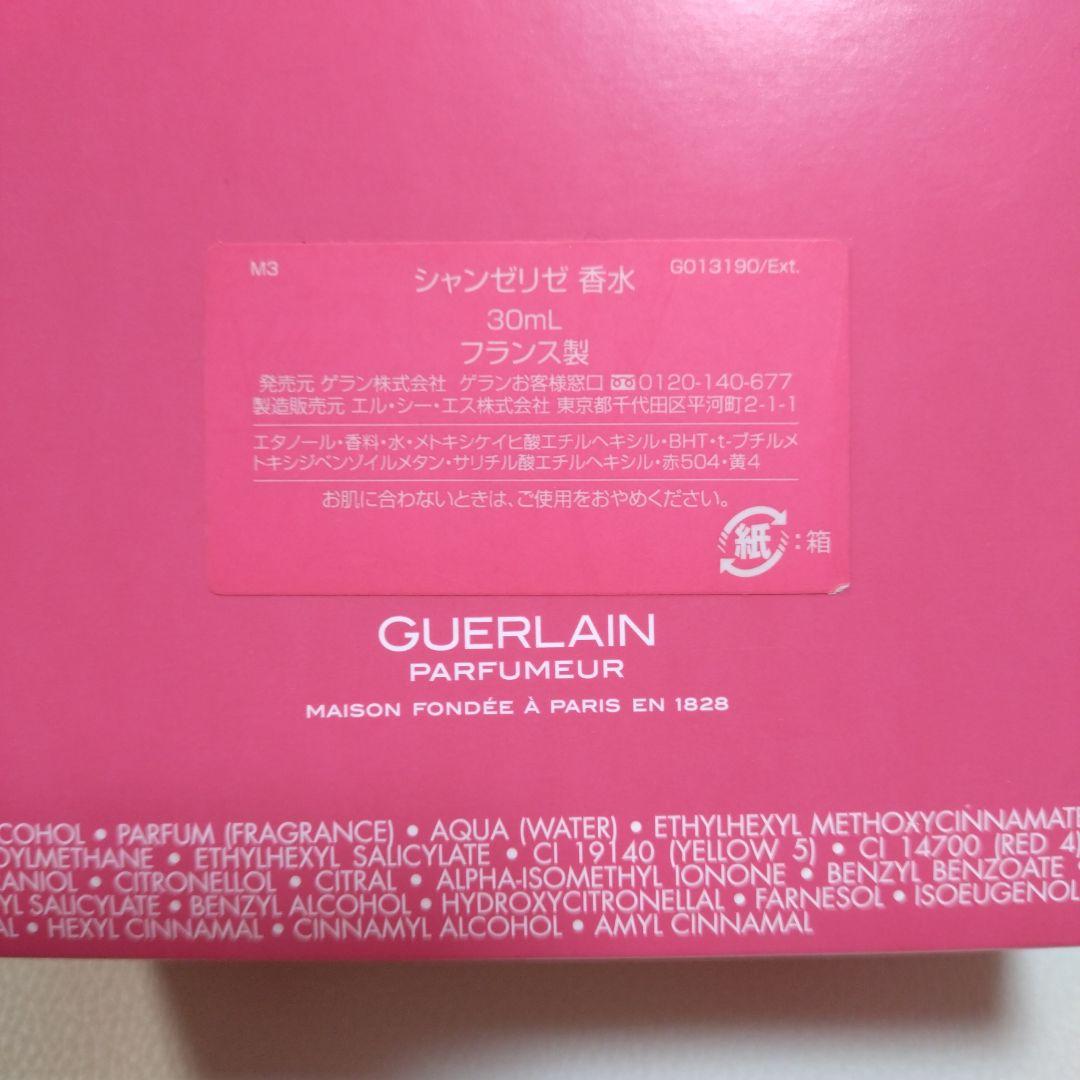 M3 シャンゼリゼ 香水 G013190/Ext.
30mL
フランス製
発売元 ゲラン株式会社 ゲランお客様窓口 0120-140-677
製造販売元 エル・シー・エス株式会社 東京都千代田区平河町2-1-1
エタノール・香料・水・メトキシケイヒ酸エチルヘキシル・BHT・t-ブチルメ
トキシジベンゾイルメタン・サリチル酸エチルヘキシル・赤504・黄4
お肌に合わないときは、ご使用をおやめください。
紙:箱
GUERLAIN
PARFUMEUR
MAISON FONDÉE À PARIS EN 1828
COHOL • PARFUM (FRAGRANCE) • AQUA (WATER) • ETHYLHEXYL METHOXYCINNAMATE
OYLMETHANE • ETHYLHEXYL SALICYLATE • CI 19140 (YELLOW 5) • CI 14700 (RED 4)
ANIOL • CITRONELLOL • CITRAL • ALPHA-ISOMETHYL IONONE • BENZYL BENZOATE
YL SALICYLATE • BENZYL ALCOHOL • HYDROXYCITRONELLAL • FARNESOL • ISOEUGENOL
AL • HEXYL CINNAMAL • CINNAMYL ALCOHOL • AMYL CINNAMAL